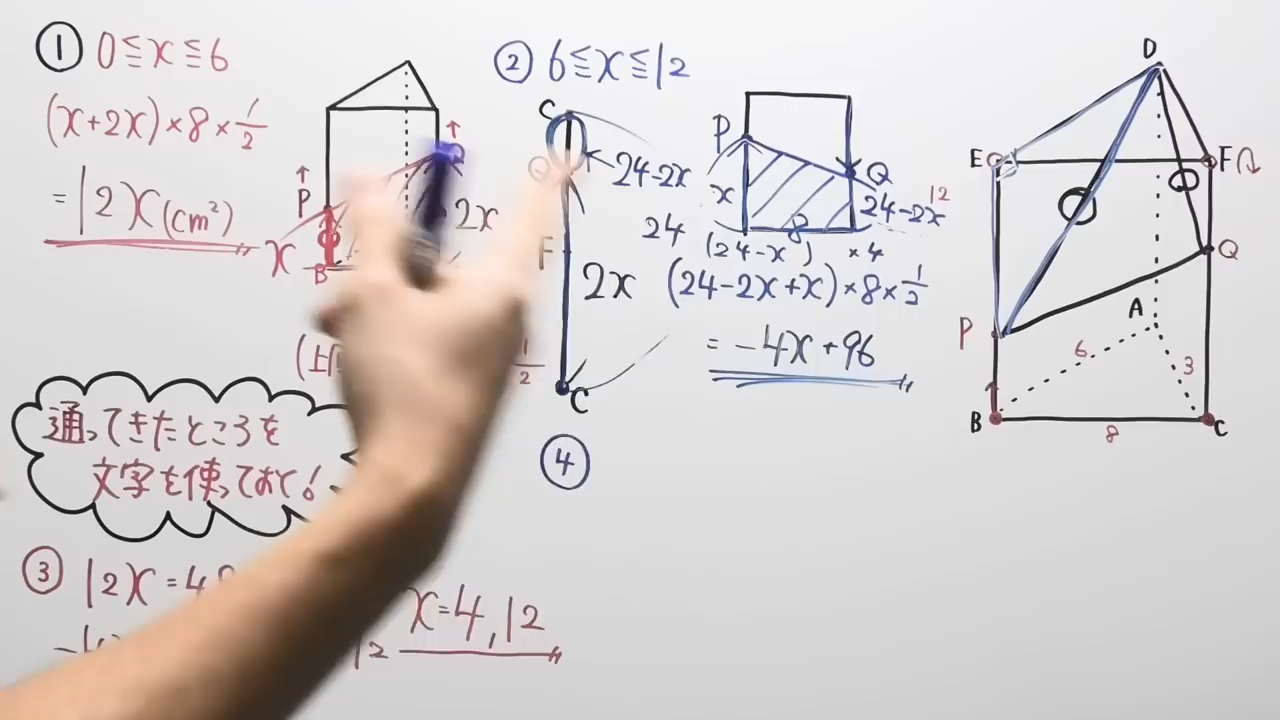 ① 0≦x≦6
(x+2x)×8×1/2
=12x(cm²)
P
x
B
2x
② 6≦x≦12
C
Q
24-2x
F
2x
C
P
Q
x
8
24-2x
12
24
(24-x)
×4
(24-2x+x)×8×1/2
=-4x+96
D
E
F
Q
P
A
6
3
B
8
C
通ってきたところを
文字を使っておく!
1/2
④
③ 12x=4
x=4,12